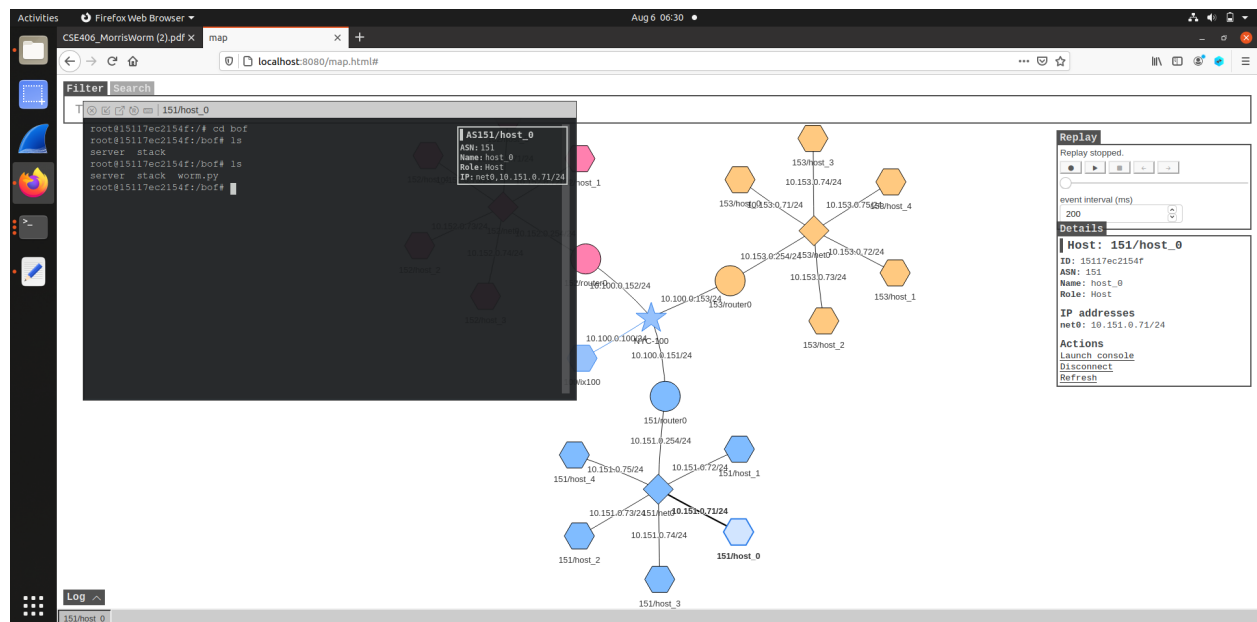 Activities
Firefox Web Browser
Aug 6 06:30
CSE406_MorrisWorm (2).pdf
map
localhost:8080/map.html#
Filter Search
T
151/host_0
root@15117ec2154f:/# cd bof
root@15117ec2154f:/bof# ls
server stack
root@15117ec2154f:/bof# ls
server stack worm.py
root@15117ec2154f:/bof#
AS151/host_0
ASN: 151
Name: host_0
Role: Host
IP: net0,10.151.0.71/24
host_1
10.100.0.152/24
10.100.0.153/24
10.100.0.100/24
NYC-100
10.100.0.151/24
/ix100
153/host_3
10.153.0.74/24
10.153.0.71/24
10.153.0.75/24
153/host_4
10.153.0.254/24
153/net0
10.153.0.72/24
153/router0
10.153.0.73/24
153/host_1
153/host_2
151/router0
10.151.0.254/24
10.151.0.75/24
10.151.0.72/24
151/host_4
151/host_1
10.151.0.73/24
151/net0
10.151.0.71/24
10.151.0.74/24
151/host_2
151/host_0
151/host_3
Replay
Replay stopped.
event interval (ms)
200
Details
Host: 151/host_0
ID: 15117ec2154f
ASN: 151
Name: host_0
Role: Host
IP addresses
net0: 10.151.0.71/24
Actions
Launch console
Disconnect
Refresh
Log
151/host_0